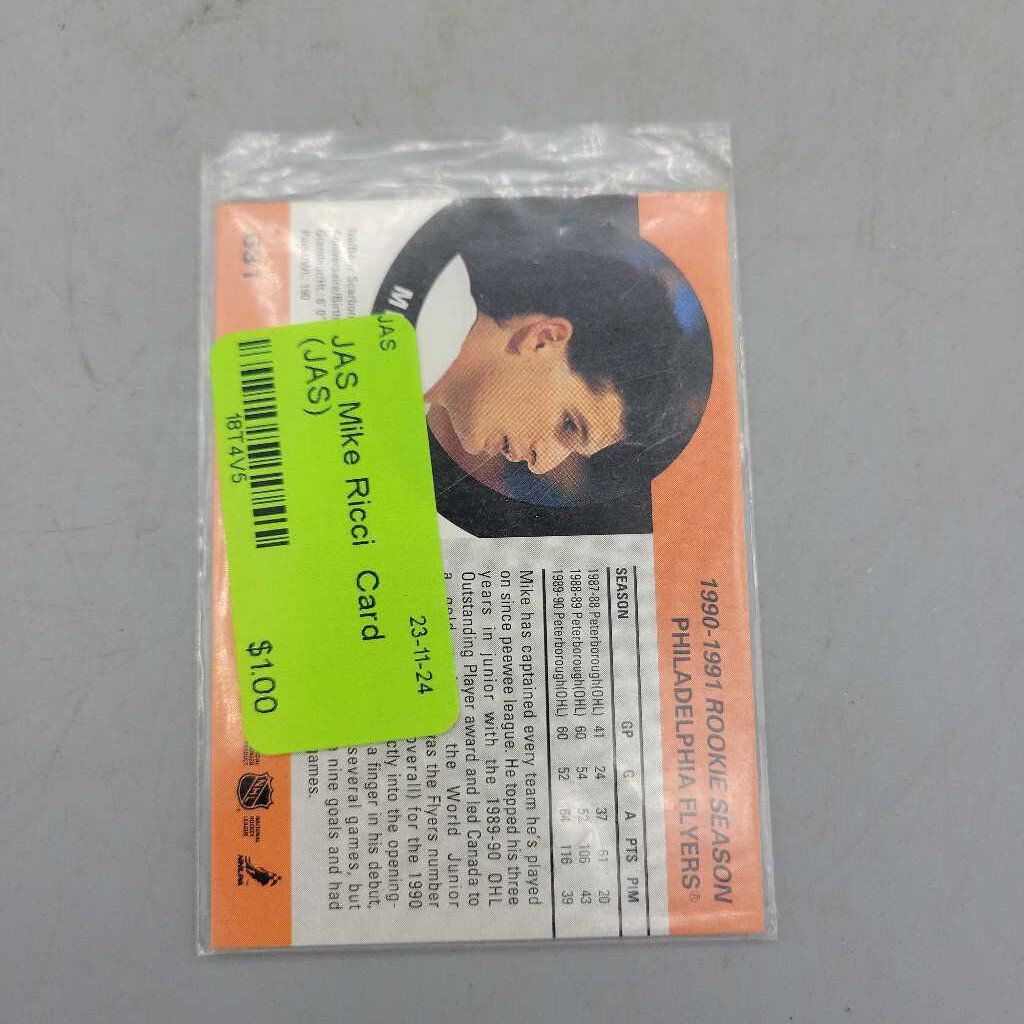 1990-1991 ROOKIE SEASON
PHILADELPHIA FLYERS®
631
M
SEASON GP G A PTS PIM
1987-88 Peterborough(OHL) 41 24 37 61 20
1988-89 Peterborough(OHL) 60 54 52 106 43
1989-90 Peterborough(OHL) 60 52 64 116 39
Mike has captained every team he's played
on since peewee league. He topped his three
years in junior with the 1989-90 OHL
Outstanding Player award and led Canada to
a gold
the World Junior
as the Flyers number
overall) for the 1990
ctly into the opening-
a finger in his debut,
several games, but
nine goals and had
games.
JAS
23-11-24
JAS Mike Ricci Card
(JAS)
18T4V5
$1.00
NHL